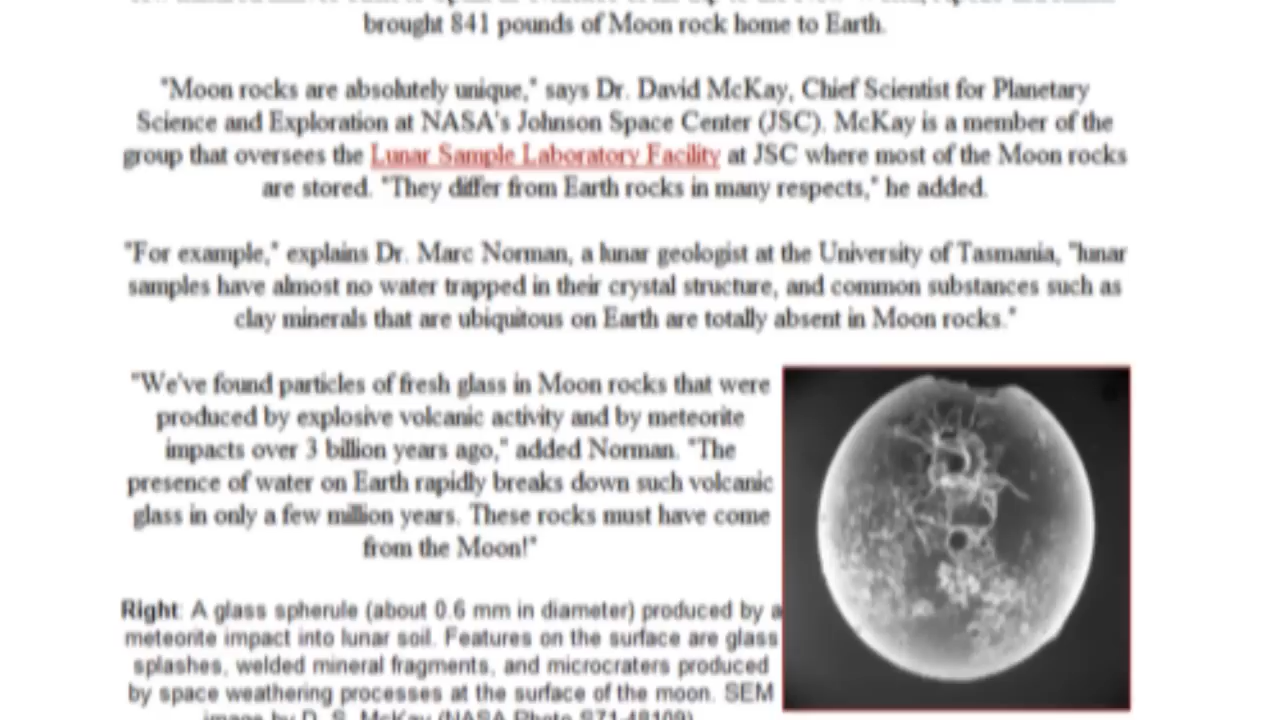 brought 841 pounds of Moon rock home to Earth.
"Moon rocks are absolutely unique," says Dr. David McKay, Chief Scientist for Planetary
Science and Exploration at NASA's Johnson Space Center (JSC). McKay is a member of the
group that oversees the Lunar Sample Laboratory Facility at JSC where most of the Moon rocks
are stored. "They differ from Earth rocks in many respects," he added.
"For example," explains Dr. Marc Norman, a lunar geologist at the University of Tasmania, "lunar
samples have almost no water trapped in their crystal structure, and common substances such as
clay minerals that are ubiquitous on Earth are totally absent in Moon rocks."
"We've found particles of fresh glass in Moon rocks that were
produced by explosive volcanic activity and by meteorite
impacts over 3 billion years ago," added Norman. "The
presence of water on Earth rapidly breaks down such volcanic
glass in only a few million years. These rocks must have come
from the Moon!"
Right: A glass spherule (about 0.6 mm in diameter) produced by a
meteorite impact into lunar soil. Features on the surface are glass
splashes, welded mineral fragments, and microcraters produced
by space weathering processes at the surface of the moon. SEM
image by D. S. McKay (NASA Photo S71-48109)